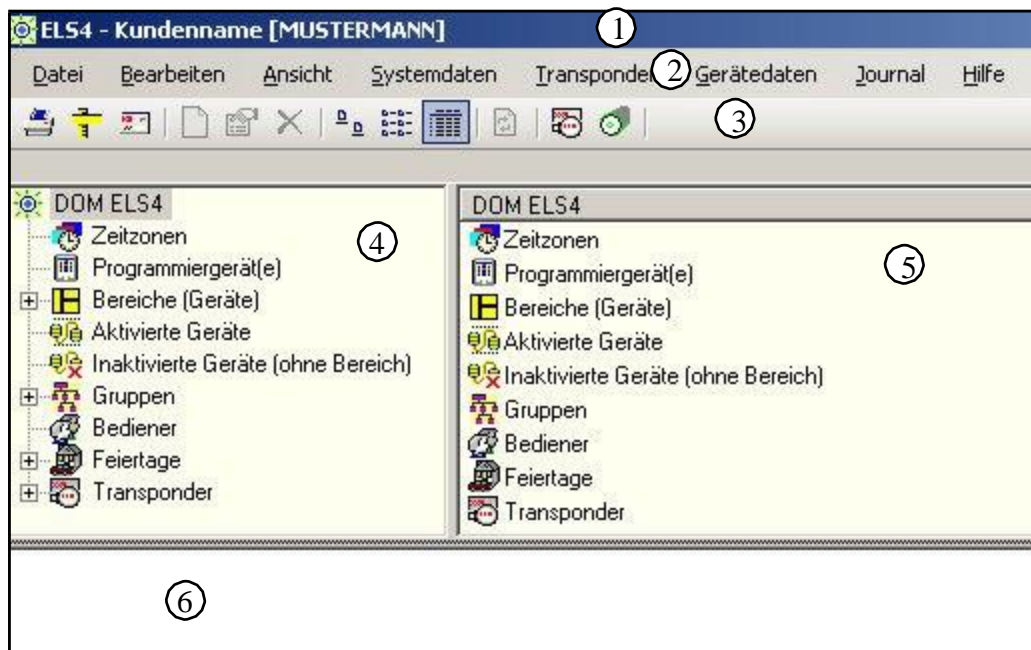 ELS4 - Kundenname [MUSTERMANN] 1
Datei Bearbeiten Ansicht Systemdaten Transponder 2 Gerätedaten Journal Hilfe
3
DOM ELS4
Zeitzonen 4
Programmiergerät(e)
Bereiche (Geräte)
Aktivierte Geräte
Inaktivierte Geräte (ohne Bereich)
Gruppen
Bediener
Feiertage
Transponder
DOM ELS4
Zeitzonen 5
Programmiergerät(e)
Bereiche (Geräte)
Aktivierte Geräte
Inaktivierte Geräte (ohne Bereich)
Gruppen
Bediener
Feiertage
Transponder
6